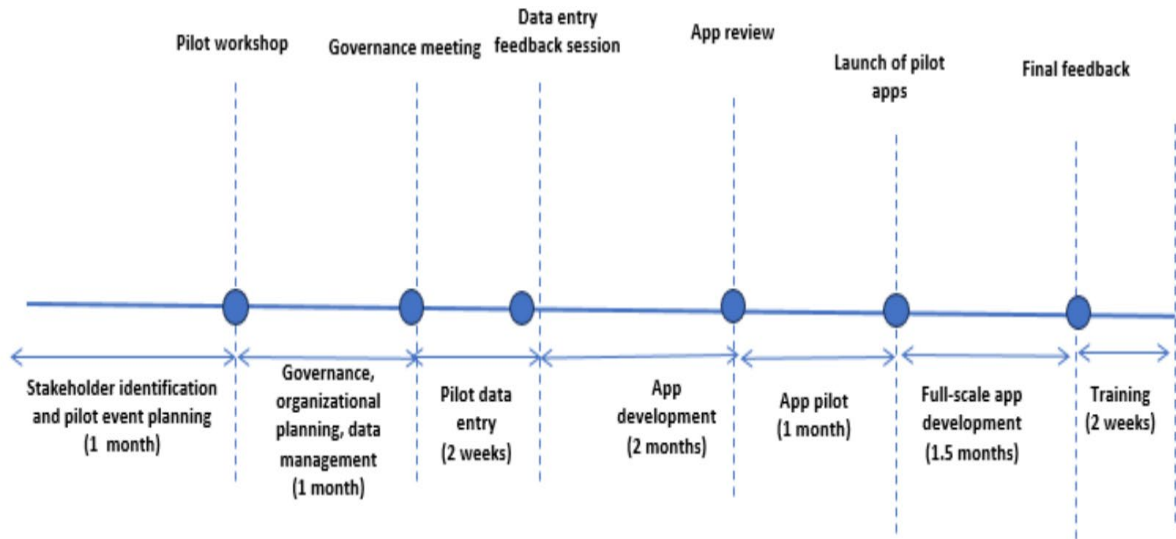 Pilot workshop
Governance meeting
Data entry
feedback session
App review
Launch of pilot
apps
Final feedback
Stakeholder identification
and pilot event planning
(1 month)
Governance,
organizational
planning, data
management
(1 month)
Pilot data
entry
(2 weeks)
App
development
(2 months)
App pilot
(1 month)
Full-scale app
development
(1.5 months)
Training
(2 weeks)